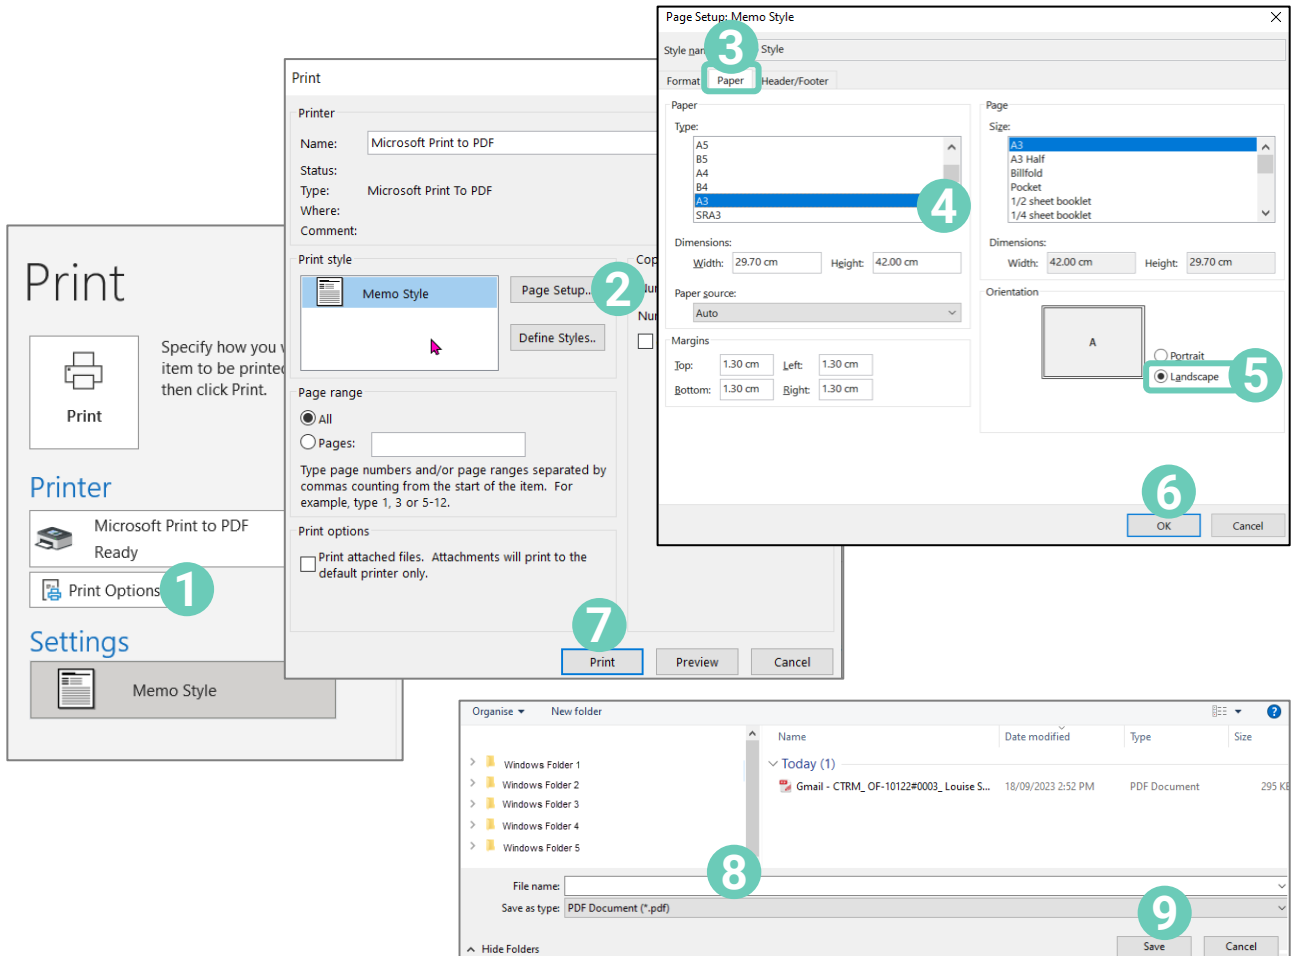 Print
Print
Specify how you
item to be printed
then click Print.
Printer
Microsoft Print to PDF
Ready
Print Options
1
Settings
Memo Style
Print
Printer
Name:
Microsoft Print to PDF
Status:
Type:
Microsoft Print To PDF
Where:
Comment:
Print style
Memo Style
Page Setup..
2
Define Styles..
Page range
All
Pages:
Type page numbers and/or page ranges separated by
commas counting from the start of the item. For
example, type 1, 3 or 5-12.
Print options
Print attached files. Attachments will print to the
default printer only.
7
Print
Preview
Cancel
Page Setup: Memo Style
3
Style
Format
Paper
Header/Footer
Paper
Type:
A5
B5
A4
B4
A3
SRA3
4
Dimensions:
Width: 29.70 cm
Height: 42.00 cm
Paper source:
Auto
Margins
Top: 1.30 cm Left: 1.30 cm
Bottom: 1.30 cm Right: 1.30 cm
Page
Size:
A3
A3 Half
Billfold
Pocket
1/2 sheet booklet
1/4 sheet booklet
Dimensions:
Width: 42.00 cm
Height: 29.70 cm
Orientation
A
Portrait
Landscape
5
6
OK
Cancel
Organise
New folder
?
Windows Folder 1
Windows Folder 2
Windows Folder 3
Windows Folder 4
Windows Folder 5
Name
Date modified
Type
Size
Today (1)
Gmail - CTRM_ OF-10122#0003_ Louise S...
18/09/2023 2:52 PM
PDF Document
295 KB
8
File name:
Save as type: PDF Document (*.pdf)
9
Hide Folders
Save
Cancel